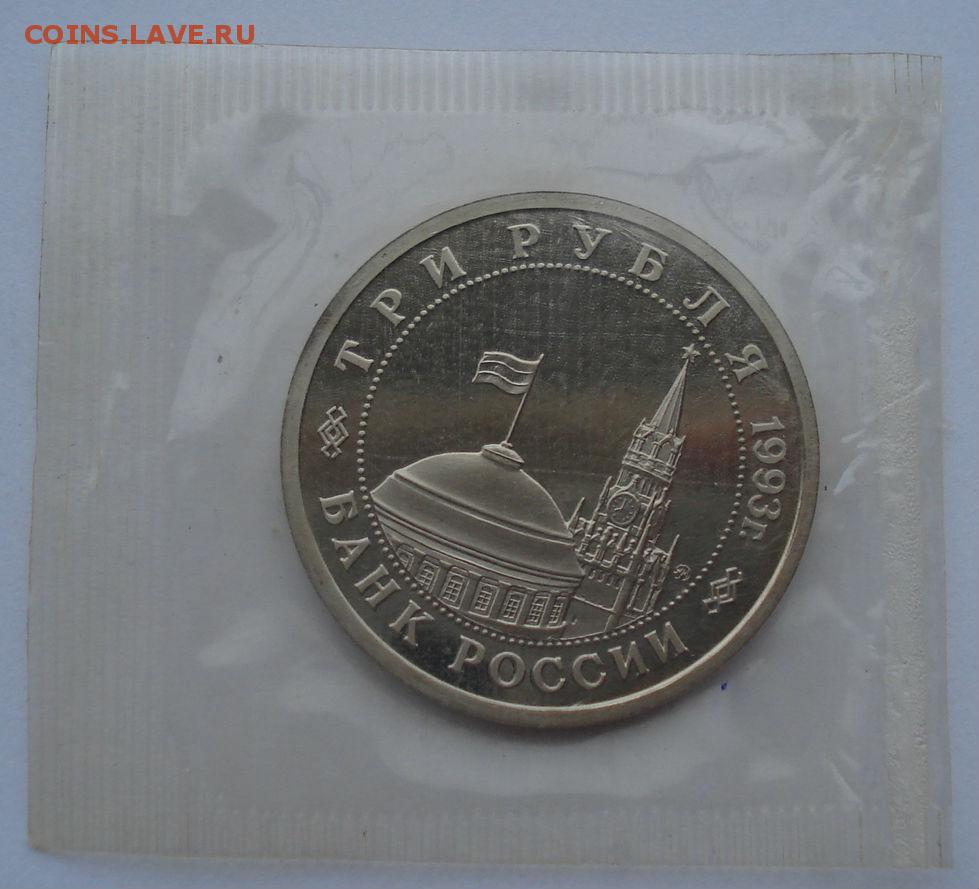 COINS.LAVE.RU
ТРИ РУБЛЯ
1993г.
БАНК РОССИИ